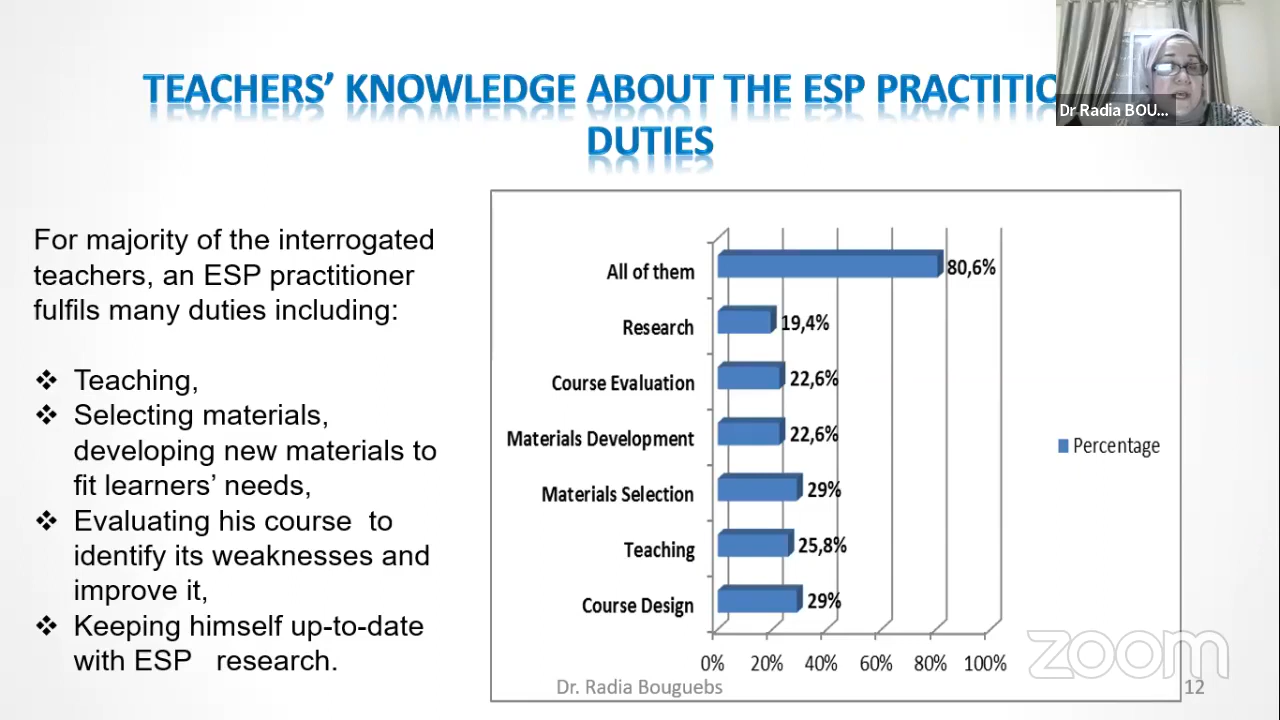 TEACHERS' KNOWLEDGE ABOUT THE ESP
DUTIES
Dr Radia BOU...
For majority of the interrogated
teachers, an ESP practitioner
fulfils many duties including:
❖ Teaching,
❖ Selecting materials,
developing new materials to
fit learners' needs,
❖ Evaluating his course to
identify its weaknesses and
improve it,
❖ Keeping himself up-to-date
with ESP research.
All of them 80,6%
Research 19,4%
Course Evaluation 22,6%
Materials Development 22,6%
Materials Selection 29%
Teaching 25,8%
Course Design 29%
0% 20% 40% 60% 80% 100%
Percentage
Dr. Radia Bouguebs
zoom
12